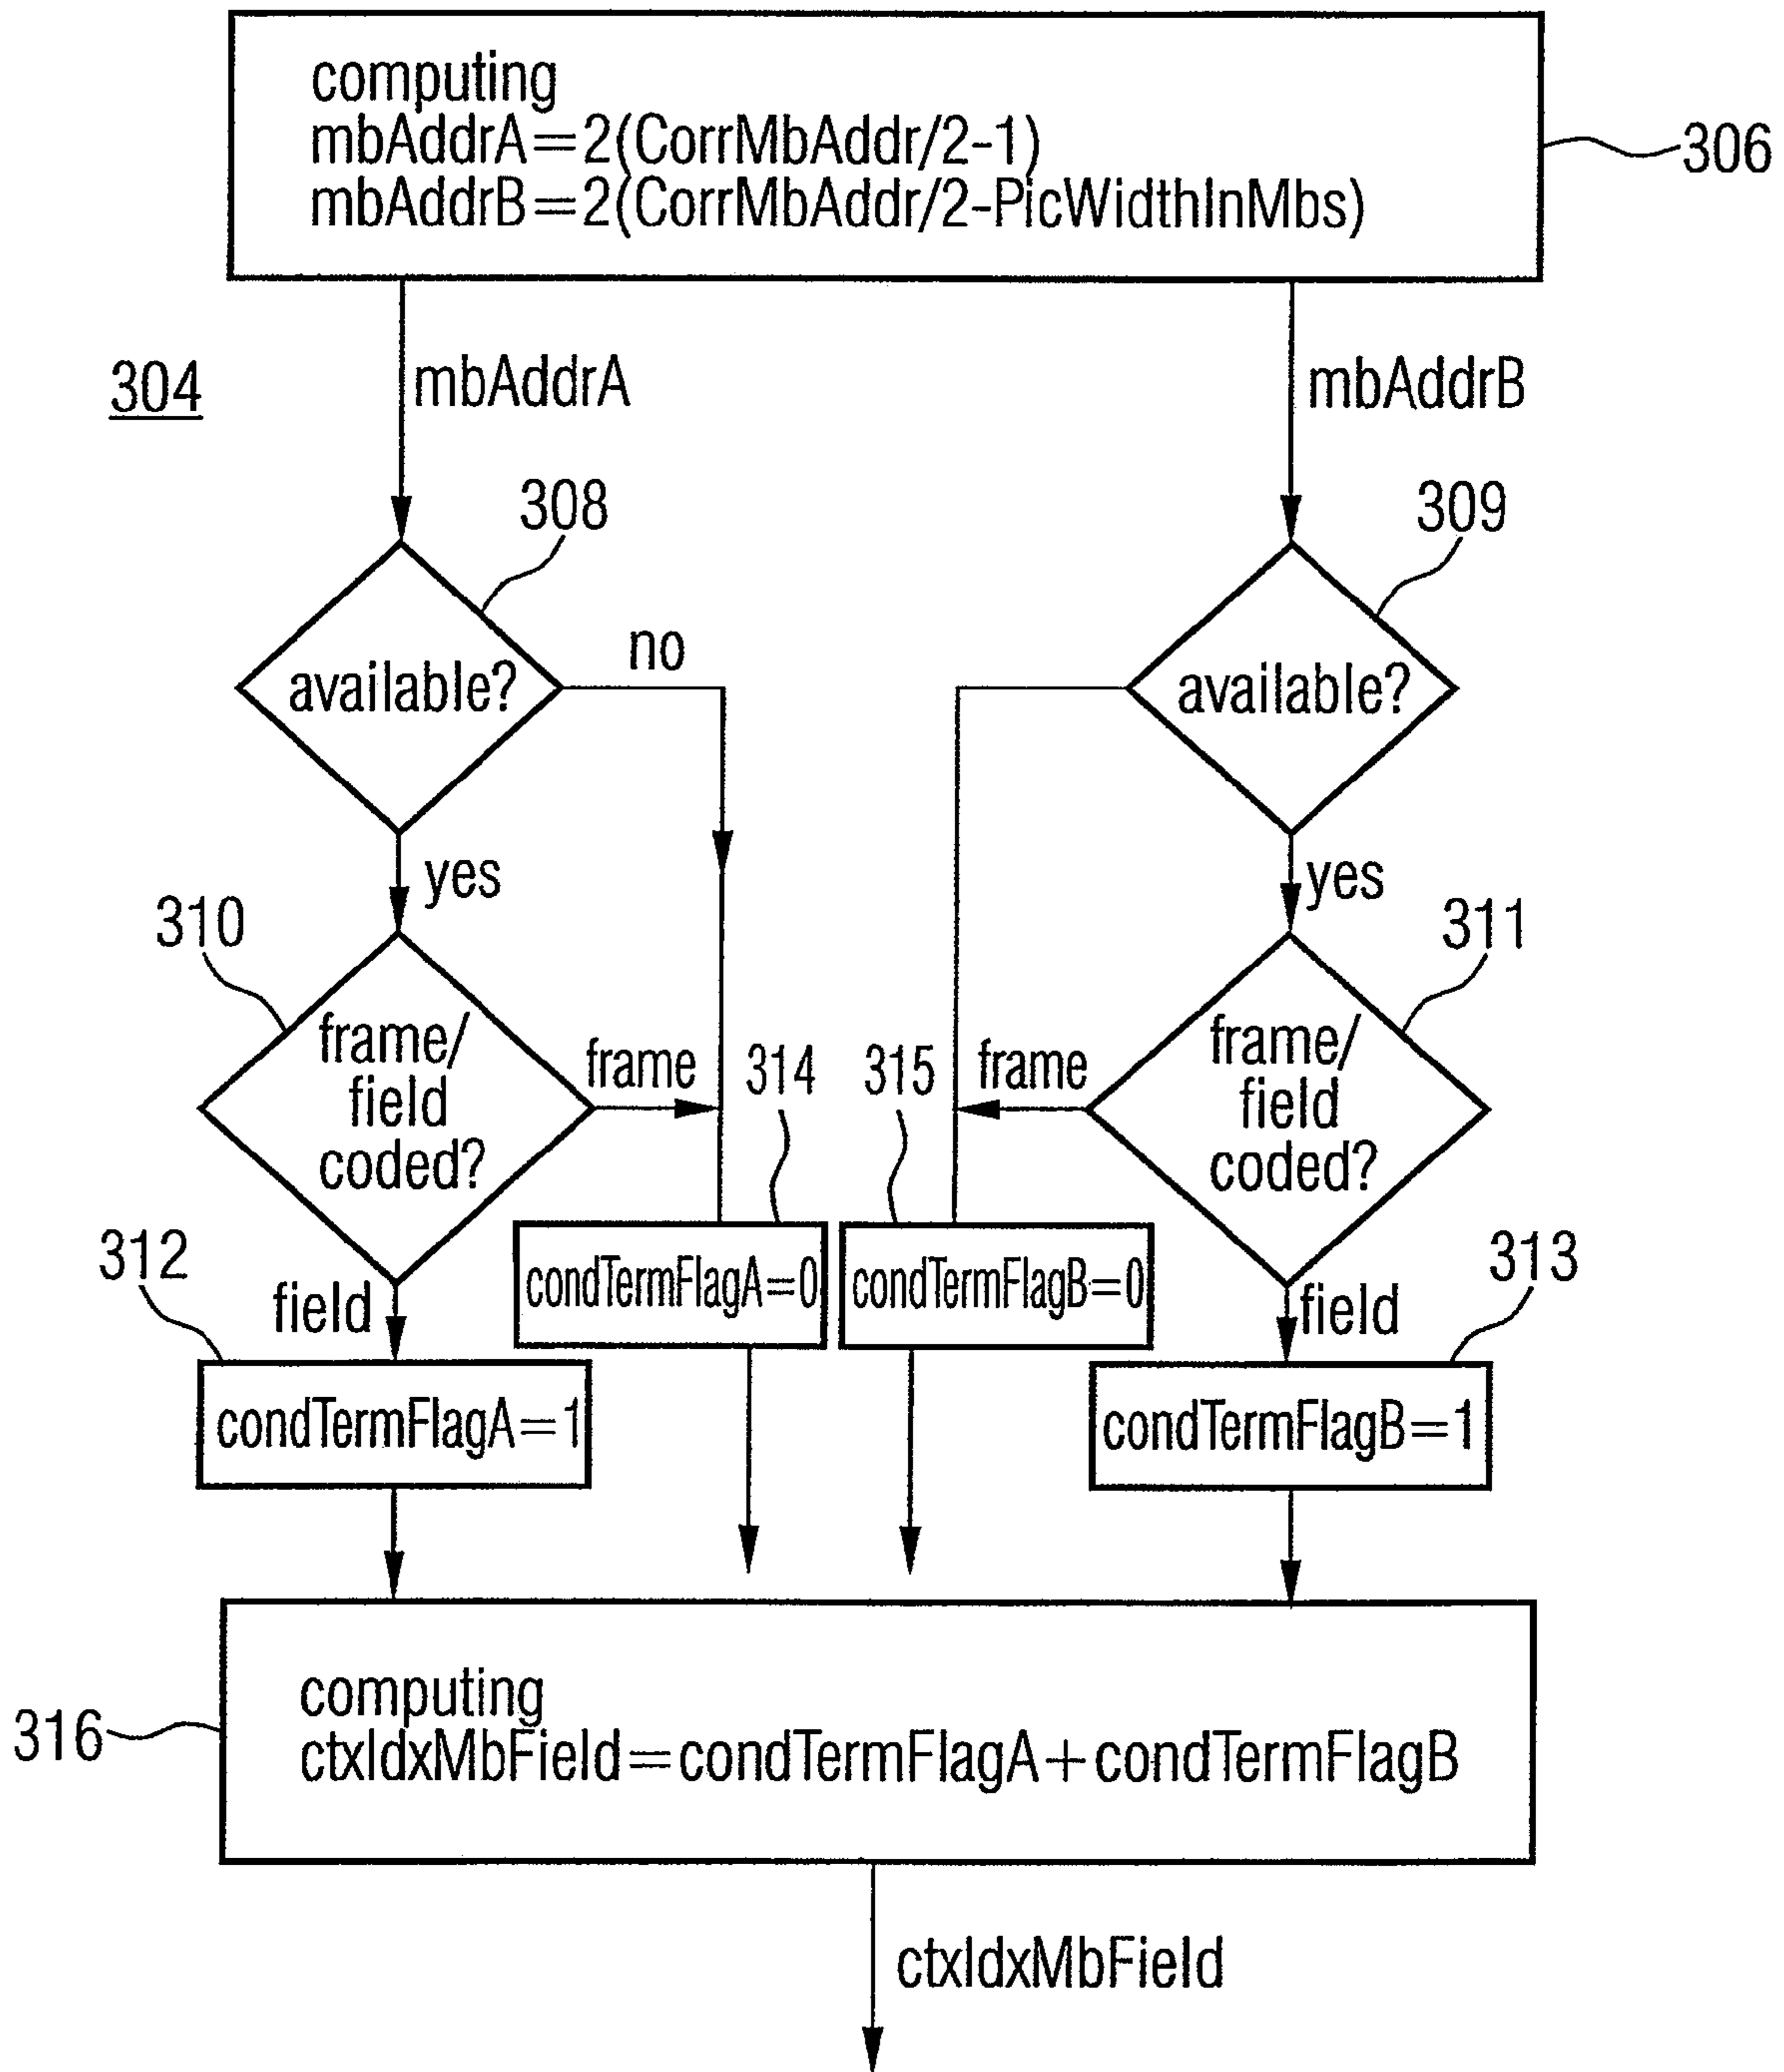 computing
mbAddrA=2(CorrMbAddr/2-1)
mbAddrB=2(CorrMbAddr/2-PicWidthInMbs)
306
304
mbAddrA
mbAddrB
308
309
available?
no
available?
yes
yes
310
311
frame/
field
coded?
frame
314
315
frame
frame/
field
coded?
312
field
condTermFlagA=0
condTermFlagB=0
field
313
condTermFlagA=1
condTermFlagB=1
316
computing
ctxIdxMbField=condTermFlagA+condTermFlagB
ctxIdxMbField